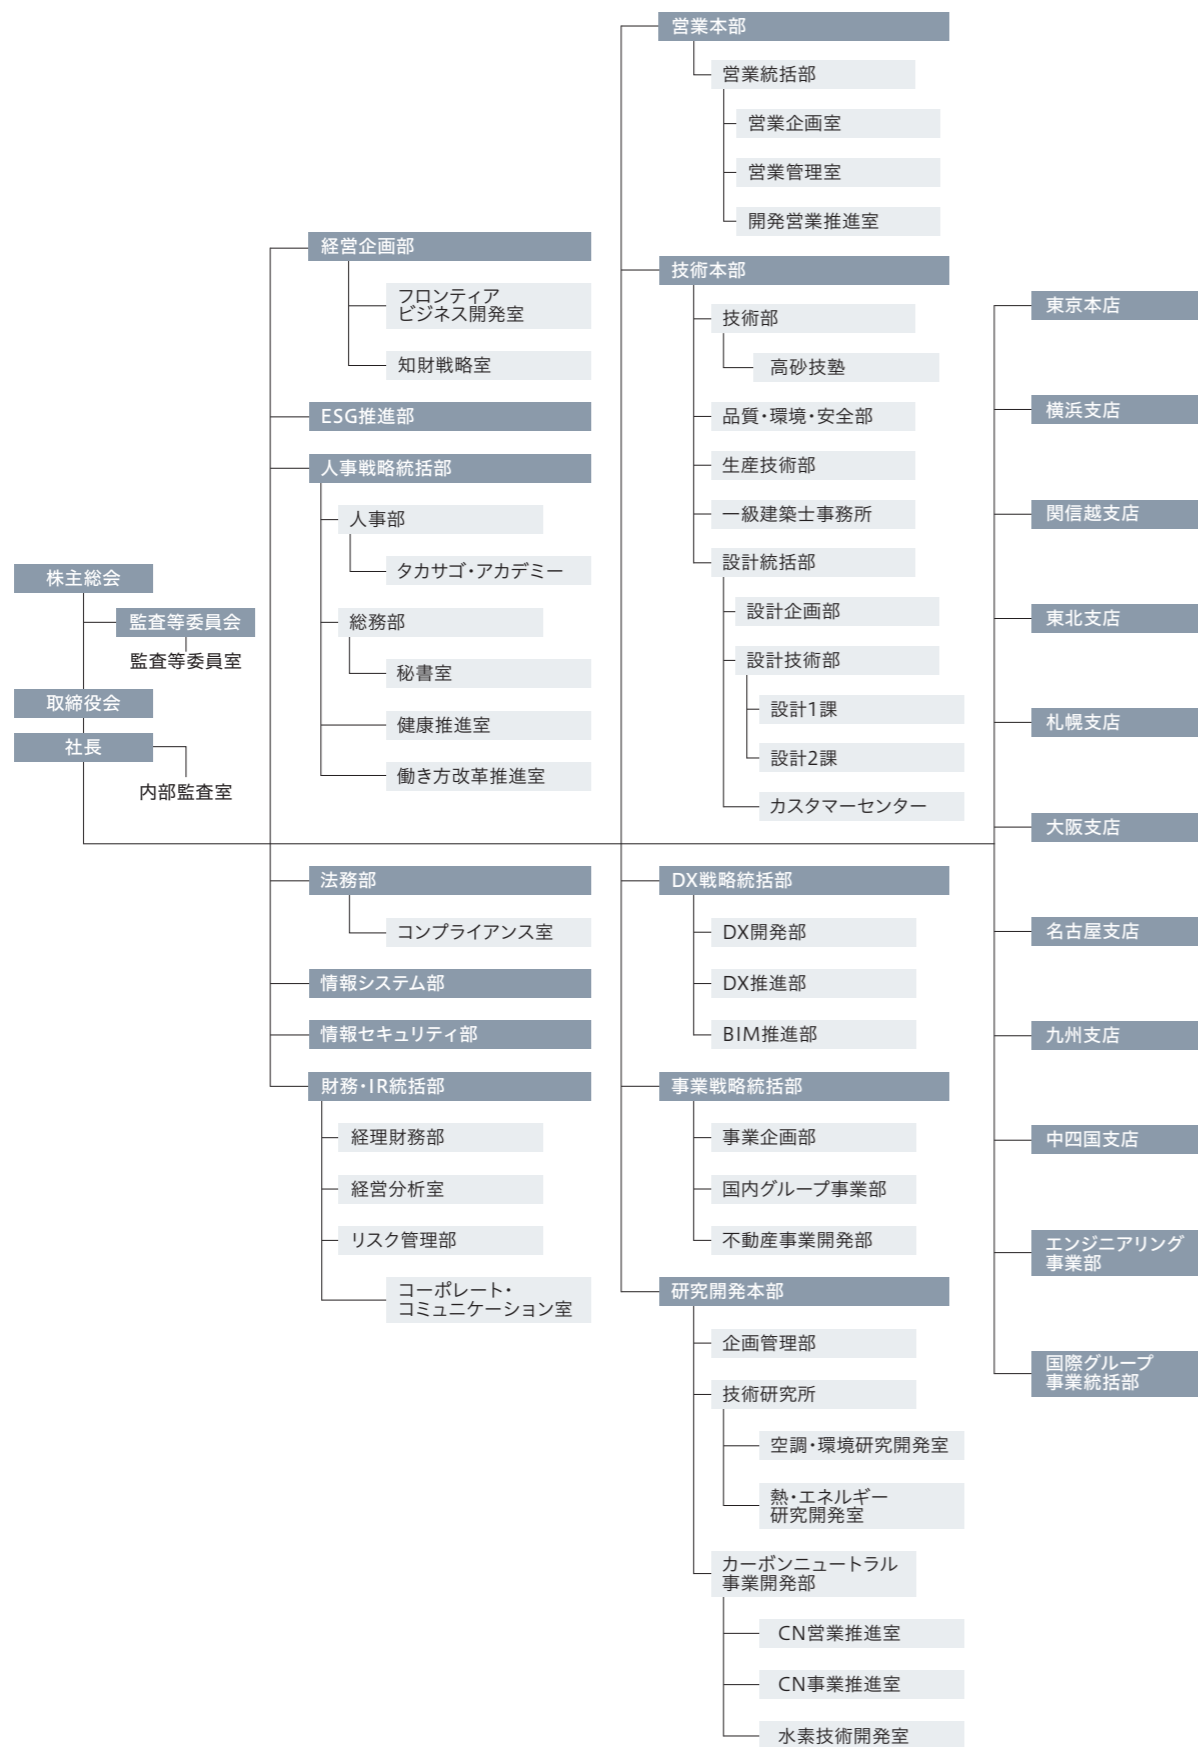 株主総会
監査等委員会
監査等委員室
取締役会
社長
内部監査室
経営企画部
フロンティア
ビジネス開発室
知財戦略室
ESG推進部
人事戦略統括部
人事部
タカサゴ・アカデミー
総務部
秘書室
健康推進室
働き方改革推進室
法務部
コンプライアンス室
情報システム部
情報セキュリティ部
財務・IR統括部
経理財務部
経営分析室
リスク管理部
コーポレート・
コミュニケーション室
営業本部
営業統括部
営業企画室
営業管理室
開発営業推進室
技術本部
技術部
高砂技塾
品質・環境・安全部
生産技術部
一級建築士事務所
設計統括部
設計企画部
設計技術部
設計1課
設計2課
カスタマーセンター
DX戦略統括部
DX開発部
DX推進部
BIM推進部
事業戦略統括部
事業企画部
国内グループ事業部
不動産事業開発部
研究開発本部
企画管理部
技術研究所
空調・環境研究開発室
熱・エネルギー
研究開発室
カーボンニュートラル
事業開発部
CN営業推進室
CN事業推進室
水素技術開発室
東京本店
横浜支店
関信越支店
東北支店
札幌支店
大阪支店
名古屋支店
九州支店
中四国支店
エンジニアリング
事業部
国際グループ
事業統括部